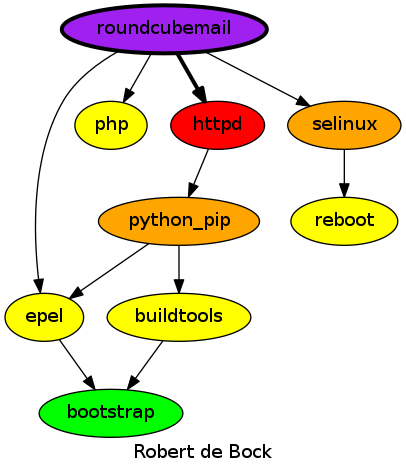 roundcubemail
php
httpd
selinux
python_pip
reboot
epel
buildtools
bootstrap
Robert de Bock